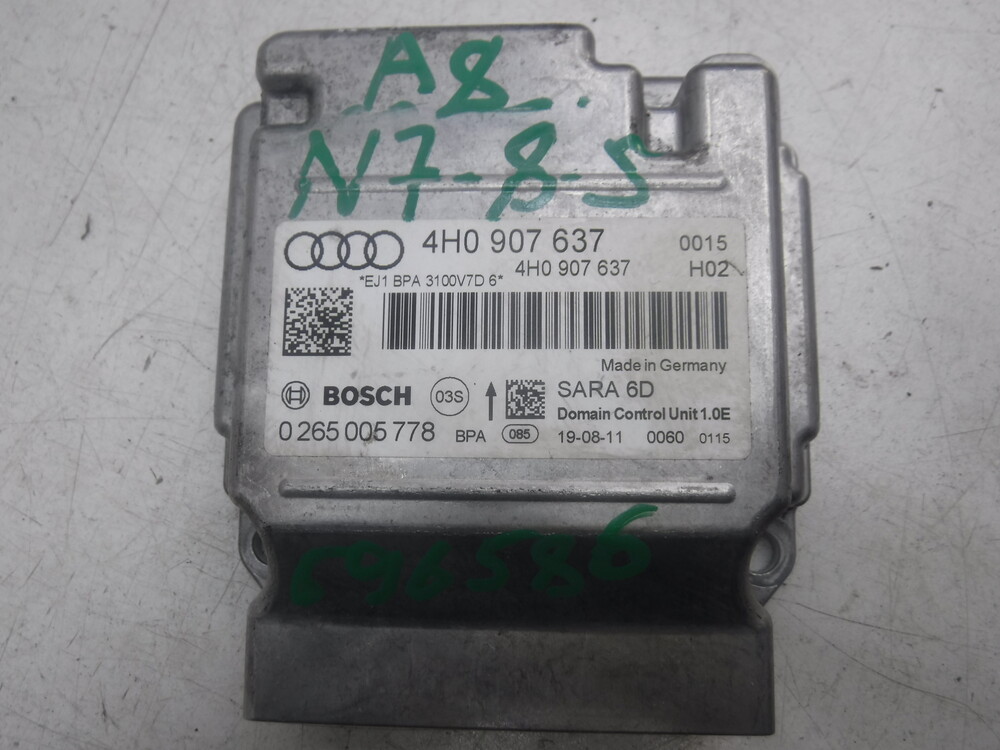 A8.
N7-8-5
4H0 907 637 0015
4H0 907 637 H02
*EJ1 BPA 3100V7D 6*
Made in Germany
BOSCH 03S SARA 6D
Domain Control Unit 1.0E
0 265 005 778 BPA 085 19-08-11 0060 0115
696586